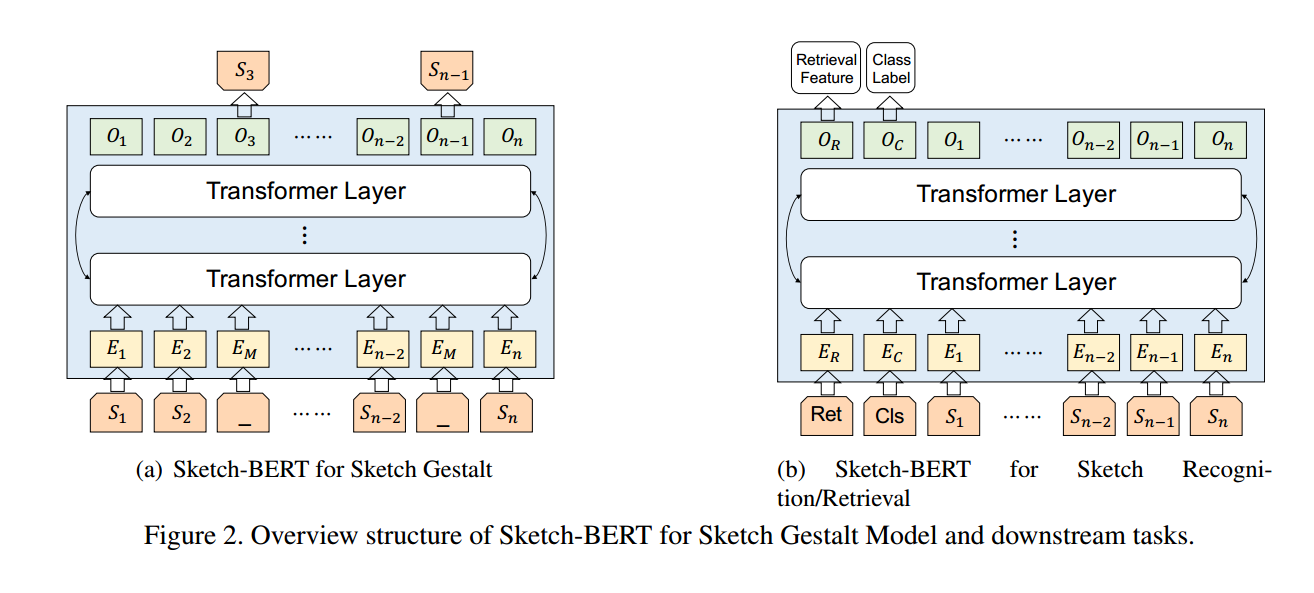 S_3 S_{n-1}
O_1 O_2 O_3 ...... O_{n-2} O_{n-1} O_n
Transformer Layer
⋮
Transformer Layer
E_1 E_2 E_M ...... E_{n-2} E_M E_n
S_1 S_2 _ ...... S_{n-2} _ S_n
(a) Sketch-BERT for Sketch Gestalt
Retrieval Feature
Class Label
O_R O_C O_1 ...... O_{n-2} O_{n-1} O_n
Transformer Layer
⋮
Transformer Layer
E_R E_C E_1 ...... E_{n-2} E_{n-1} E_n
Ret Cls S_1 ...... S_{n-2} S_{n-1} S_n
(b) Sketch-BERT for Sketch Recogni-
tion/Retrieval
Figure 2. Overview structure of Sketch-BERT for Sketch Gestalt Model and downstream tasks.